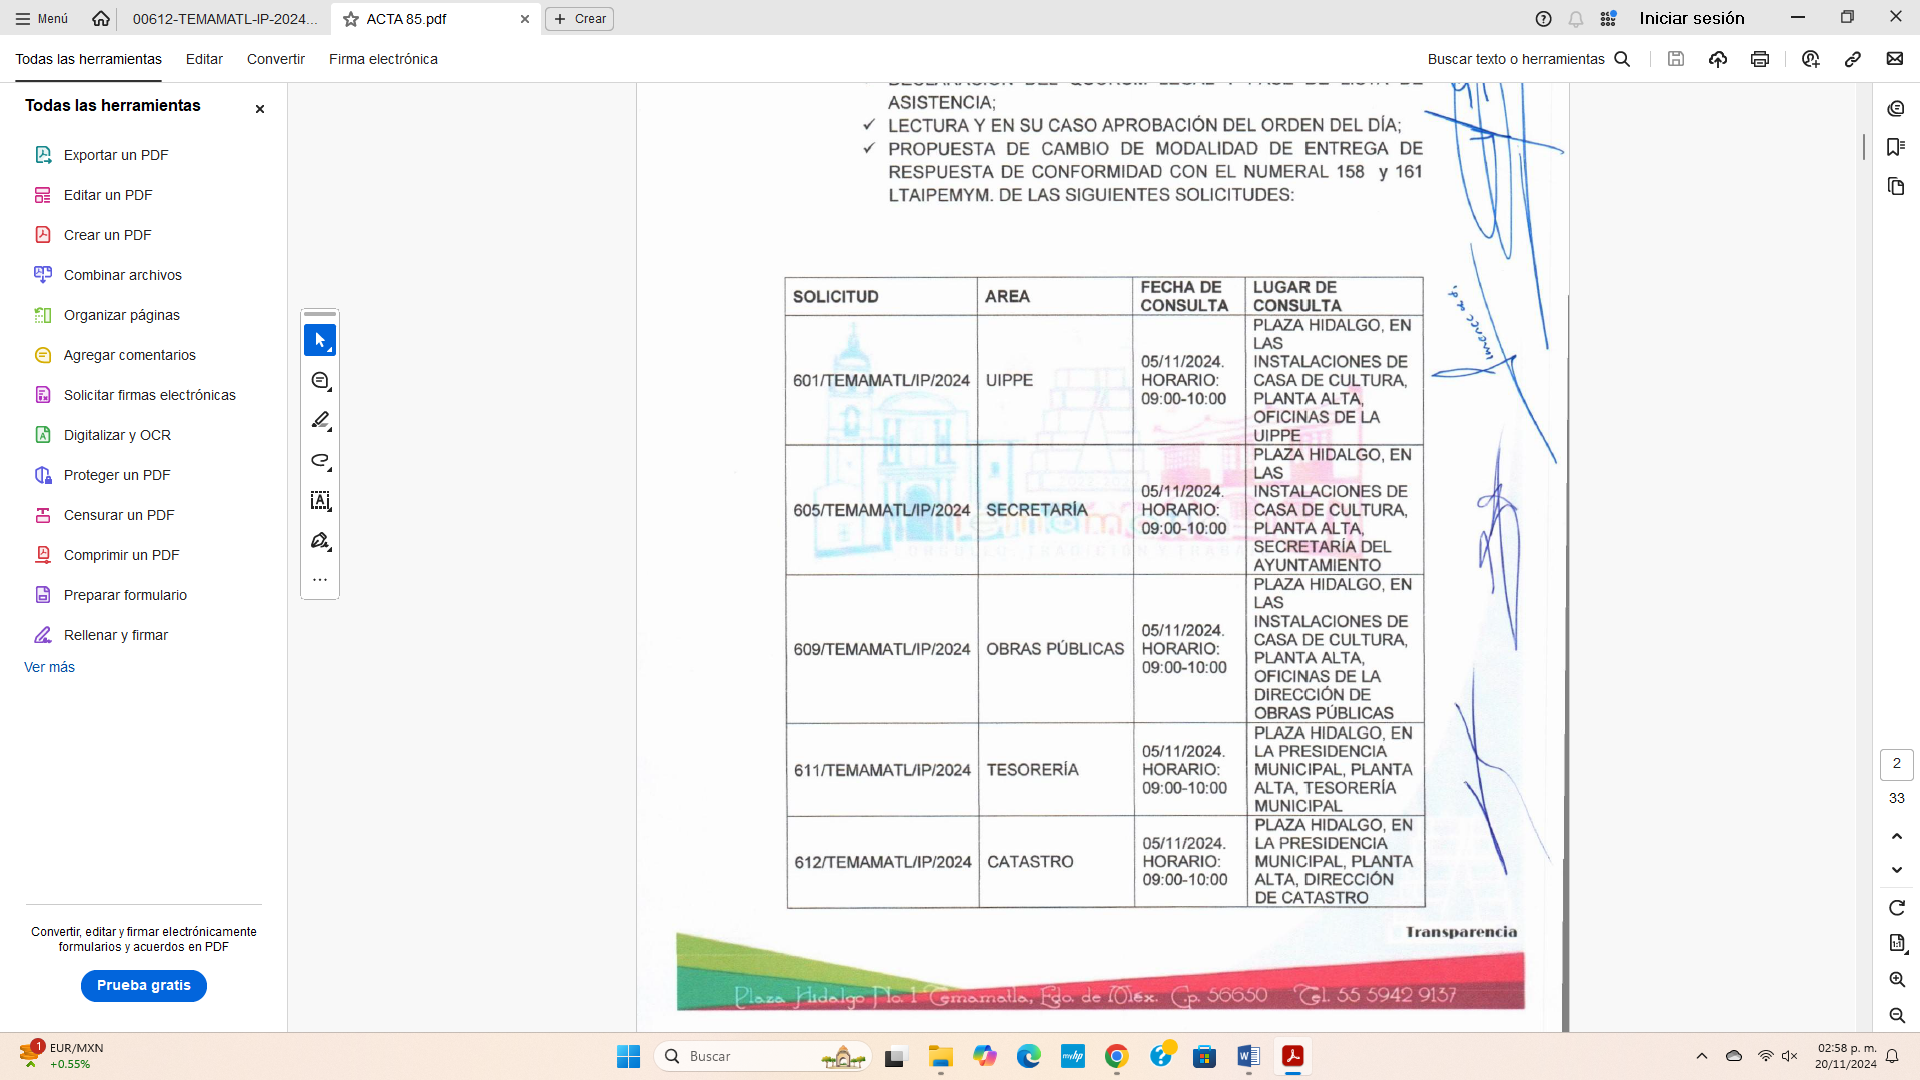 Menú
00612-TEMAMATL-IP-2024...
ACTA 85.pdf
Crear
Iniciar sesión
Todas las herramientas
Editar
Convertir
Firma electrónica
Buscar texto o herramientas
Todas las herramientas
Exportar un PDF
Editar un PDF
Crear un PDF
Combinar archivos
Organizar páginas
Agregar comentarios
Solicitar firmas electrónicas
Digitalizar y OCR
Proteger un PDF
Censurar un PDF
Comprimir un PDF
Preparar formulario
Rellenar y firmar
Ver más
Convertir, editar y firmar electrónicamente
formularios y acuerdos en PDF
Prueba gratis
DECLARACIÓN DEL QUÓRUM LEGAL Y PASE DE LISTA DE
ASISTENCIA;
✓ LECTURA Y EN SU CASO APROBACIÓN DEL ORDEN DEL DÍA;
✓ PROPUESTA DE CAMBIO DE MODALIDAD DE ENTREGA DE
RESPUESTA DE CONFORMIDAD CON EL NUMERAL 158 y 161
LTAIPEMYM. DE LAS SIGUIENTES SOLICITUDES:
SOLICITUD
AREA
FECHA DE
CONSULTA
LUGAR DE
CONSULTA
601/TEMAMATL/IP/2024
UIPPE
05/11/2024.
HORARIO:
09:00-10:00
PLAZA HIDALGO, EN
LAS
INSTALACIONES DE
CASA DE CULTURA,
PLANTA ALTA,
OFICINAS DE LA
UIPPE
605/TEMAMATL/IP/2024
SECRETARÍA
05/11/2024.
HORARIO:
09:00-10:00
PLAZA HIDALGO, EN
LAS
INSTALACIONES DE
CASA DE CULTURA,
PLANTA ALTA,
SECRETARÍA DEL
AYUNTAMIENTO
609/TEMAMATL/IP/2024
OBRAS PÚBLICAS
05/11/2024.
HORARIO:
09:00-10:00
PLAZA HIDALGO, EN
LAS
INSTALACIONES DE
CASA DE CULTURA,
PLANTA ALTA,
OFICINAS DE LA
DIRECCIÓN DE
OBRAS PÚBLICAS
611/TEMAMATL/IP/2024
TESORERÍA
05/11/2024.
HORARIO:
09:00-10:00
PLAZA HIDALGO, EN
LA PRESIDENCIA
MUNICIPAL, PLANTA
ALTA, TESORERÍA
MUNICIPAL
612/TEMAMATL/IP/2024
CATASTRO
05/11/2024.
HORARIO:
09:00-10:00
PLAZA HIDALGO, EN
LA PRESIDENCIA
MUNICIPAL, PLANTA
ALTA, DIRECCIÓN
DE CATASTRO
Transparencia
Plaza Hidalgo No. 1 Temamatla, Edo. de Méx. Cp. 56650 Tel. 55 5942 9137
2
33
1
EUR/MXN
+0.55%
Buscar
02:58 p. m.
20/11/2024